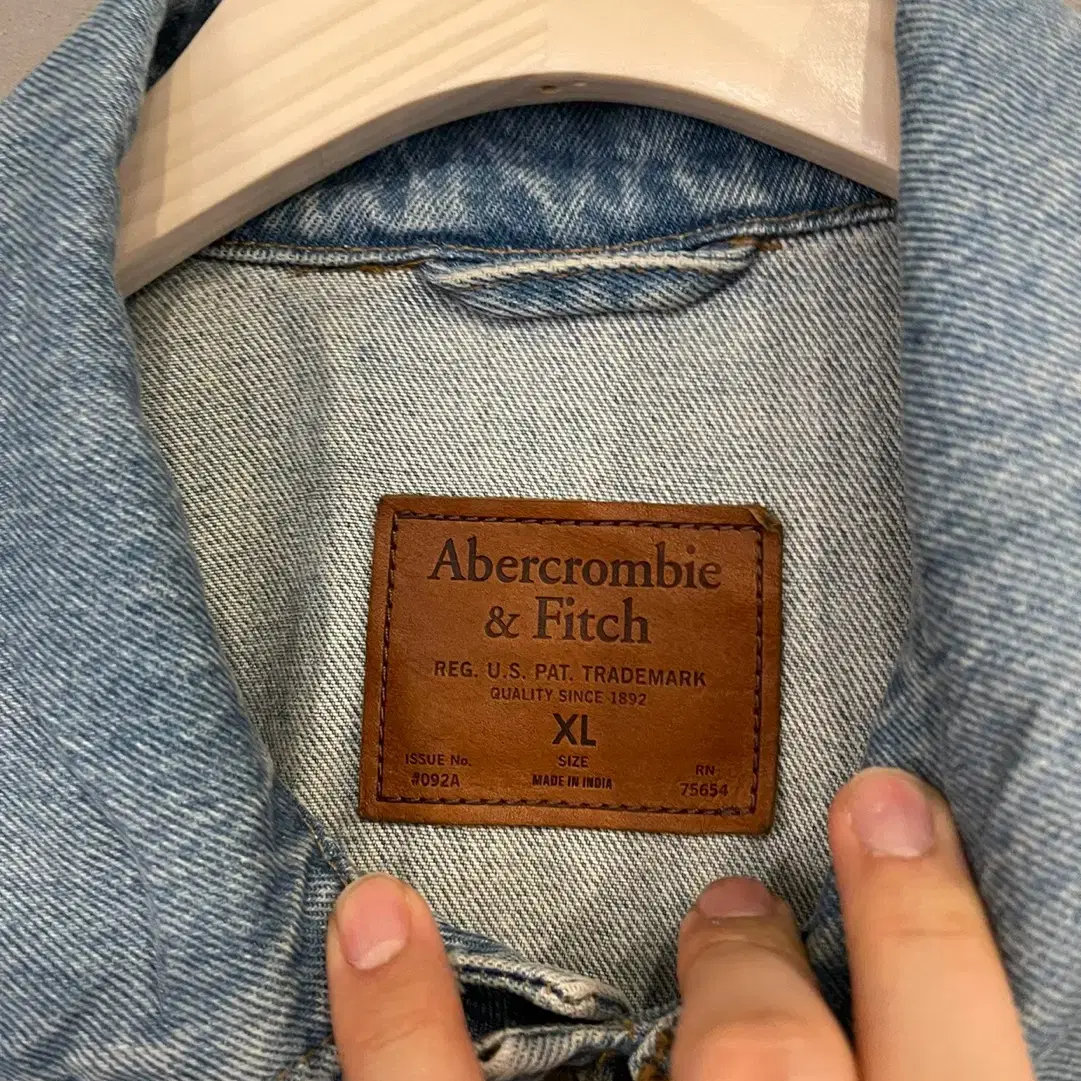 Abercrombie
& Fitch
REG. U.S. PAT. TRADEMARK
QUALITY SINCE 1892
XL
SIZE
MADE IN INDIA
ISSUE No.
#092A
RN
75654